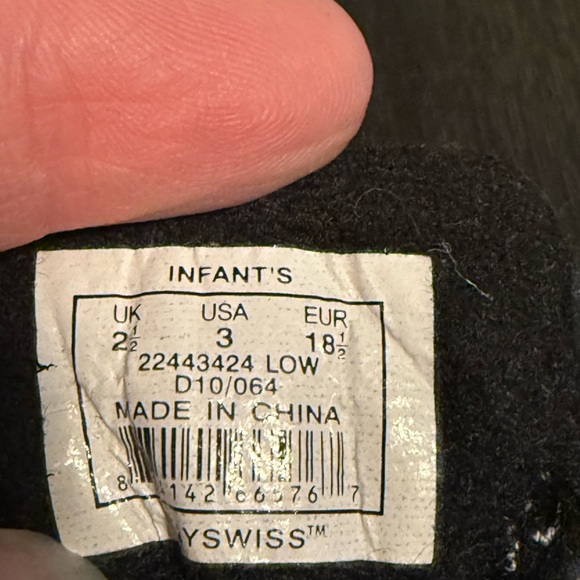 INFANT'S
UK USA EUR
2½ 3 18½
22443424 LOW
D10/064
MADE IN CHINA
8 142 66576 7
YSWISS™